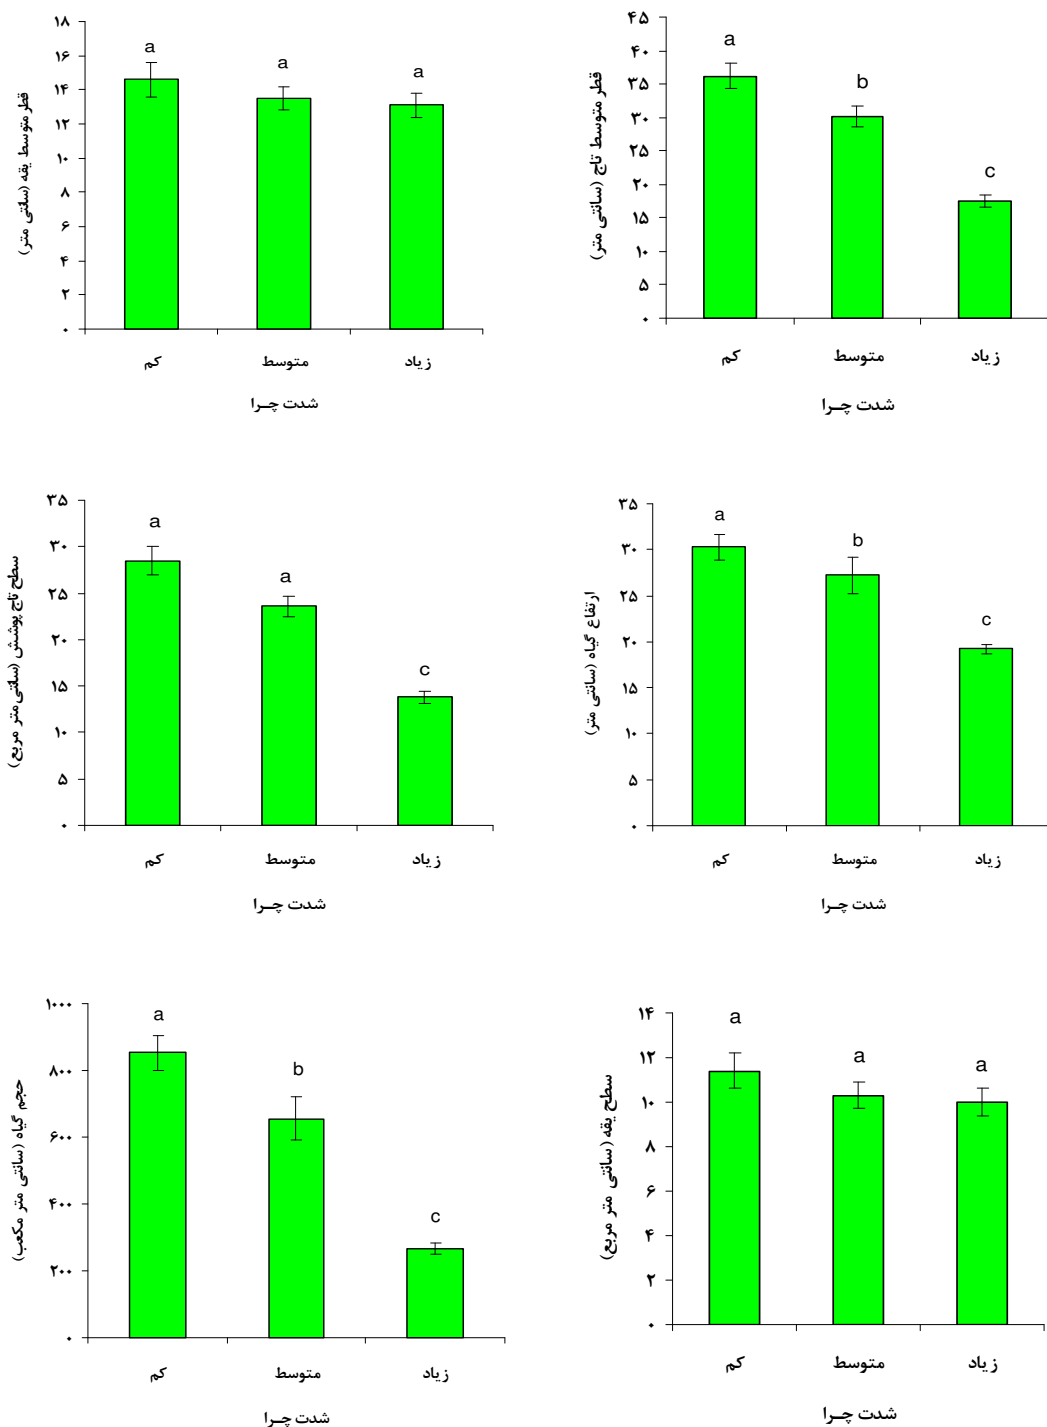 قطر متوسط یقه (سانتی متر)
۱۸
۱۶
۱۴
۱۲
۱۰
۸
۶
۴
۲
۰
a
a
a
کم
متوسط
زیاد
شدت چـرا
قطر متوسط تاج (سانتی متر)
۴۵
۴۰
۳۵
۳۰
۲۵
۲۰
۱۵
۱۰
۵
۰
a
b
c
کم
متوسط
زیاد
شدت چـرا
سطح تاج پوشش (سانتی متر مربع)
۳۵
۳۰
۲۵
۲۰
۱۵
۱۰
۵
۰
a
a
c
کم
متوسط
زیاد
شدت چـرا
ارتفاع گیاه (سانتی متر)
۳۵
۳۰
۲۵
۲۰
۱۵
۱۰
۵
۰
a
b
c
کم
متوسط
زیاد
شدت چـرا
حجم گیاه (سانتی متر مکعب)
۱۰۰۰
۸۰۰
۶۰۰
۴۰۰
۲۰۰
۰
a
b
c
کم
متوسط
زیاد
شدت چـرا
سطح یقه (سانتی متر مربع)
۱۴
۱۲
۱۰
۸
۶
۴
۲
۰
a
a
a
کم
متوسط
زیاد
شدت چـرا